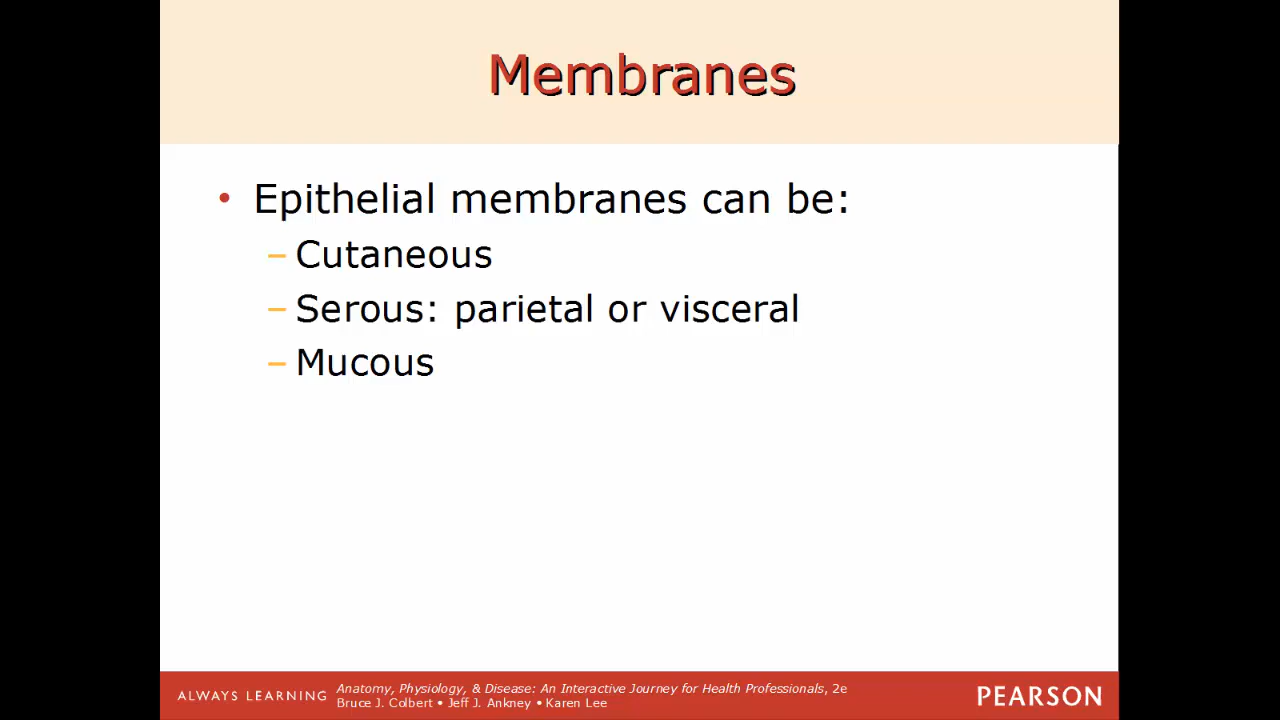 Membranes
• Epithelial membranes can be:
– Cutaneous
– Serous: parietal or visceral
– Mucous
ALWAYS LEARNING
Anatomy, Physiology, & Disease: An Interactive Journey for Health Professionals, 2e
Bruce J. Colbert • Jeff J. Ankney • Karen Lee
PEARSON